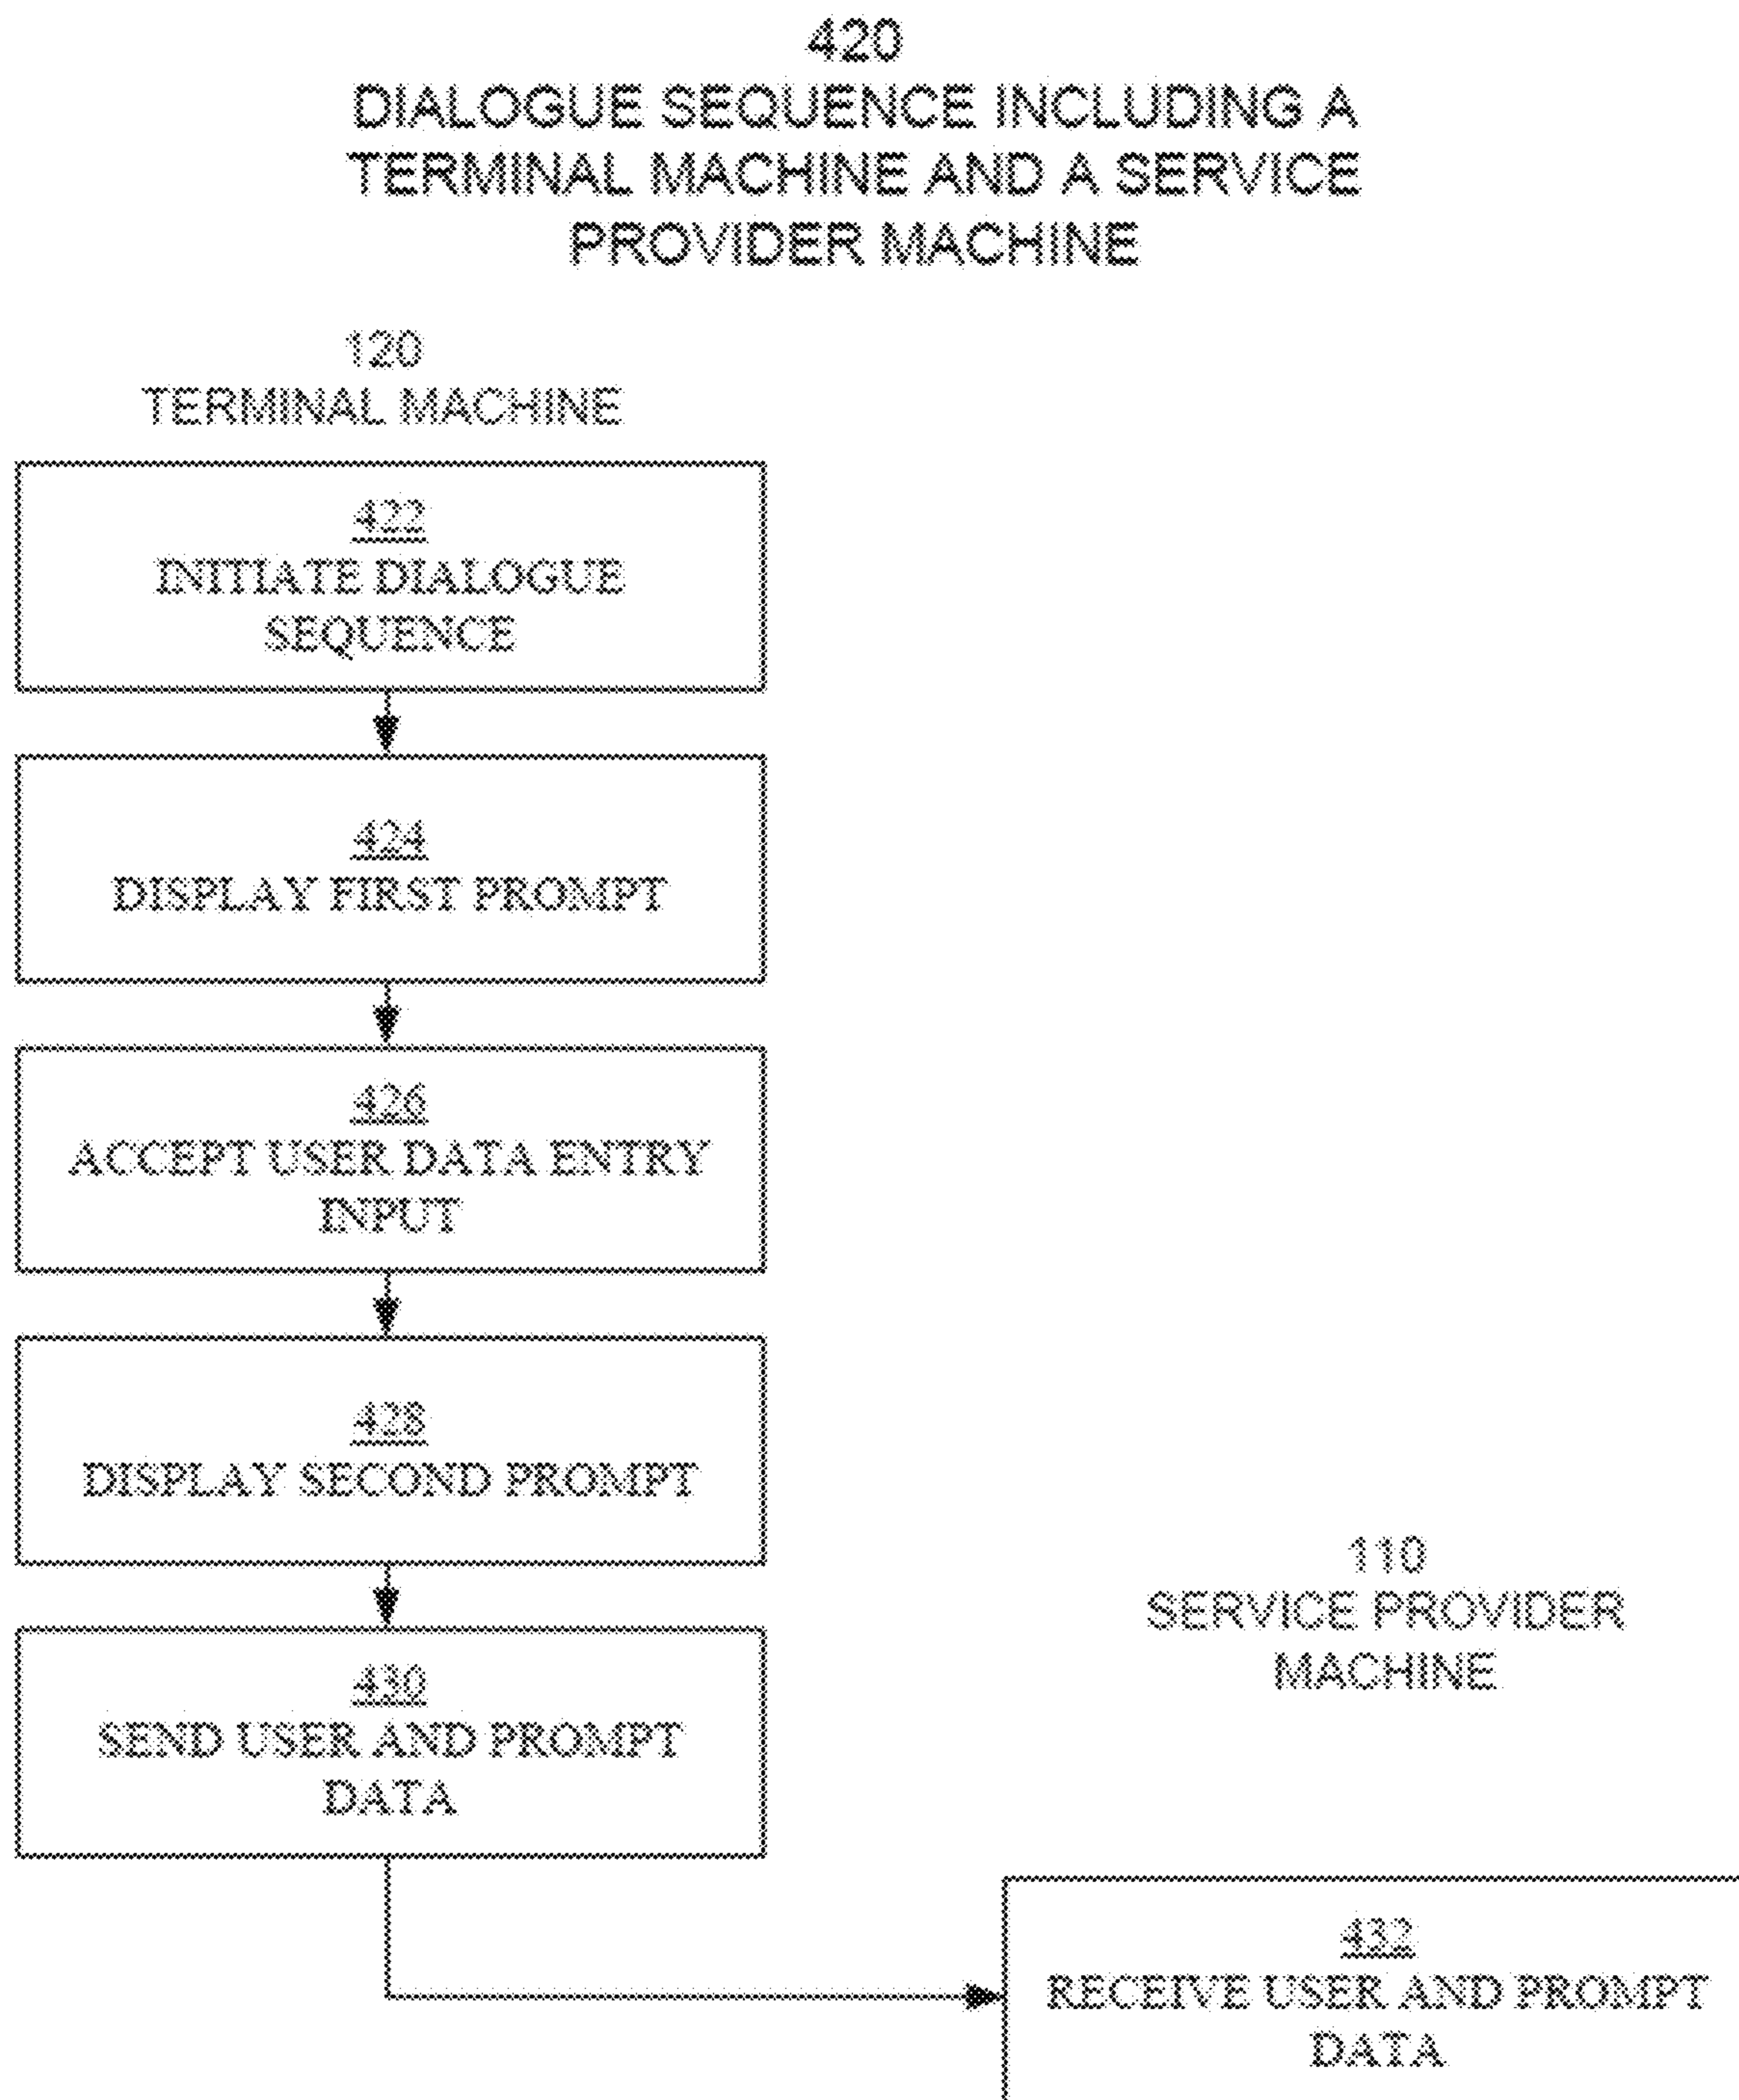 420
DIALOGUE SEQUENCE INCLUDING A
TERMINAL MACHINE AND A SERVICE
PROVIDER MACHINE
120
TERMINAL MACHINE
422
INITIATE DIALOGUE
SEQUENCE
424
DISPLAY FIRST PROMPT
426
ACCEPT USER DATA ENTRY
INPUT
428
DISPLAY SECOND PROMPT
430
SEND USER AND PROMPT
DATA
110
SERVICE PROVIDER
MACHINE
432
RECEIVE USER AND PROMPT
DATA